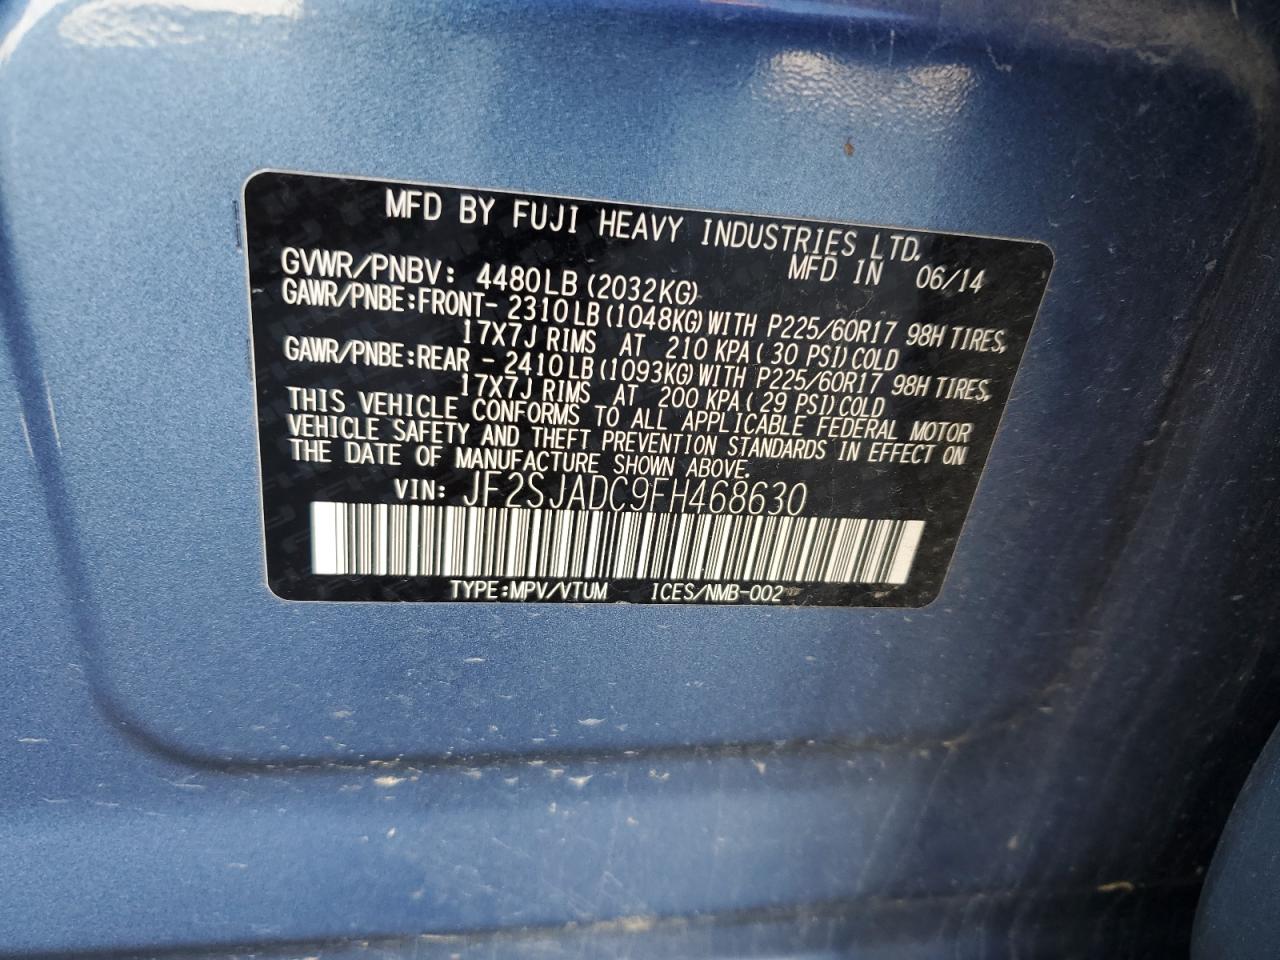 MFD BY FUJI HEAVY INDUSTRIES LTD.
MFD IN 06/14
GVWR/PNBV: 4480LB (2032KG)
GAWR/PNBE:FRONT- 2310LB (1048KG) WITH P225/60R17 98H TIRES,
17X7J RIMS AT 210 KPA (30 PSI) COLD
GAWR/PNBE:REAR - 2410LB (1093KG) WITH P225/60R17 98H TIRES,
17X7J RIMS AT 200 KPA (29 PSI) COLD
THIS VEHICLE CONFORMS TO ALL APPLICABLE FEDERAL MOTOR
VEHICLE SAFETY AND THEFT PREVENTION STANDARDS IN EFFECT ON
THE DATE OF MANUFACTURE SHOWN ABOVE.
VIN: JF2SJADC9FH468630
TYPE:MPV/VTUM ICES/NMB-002